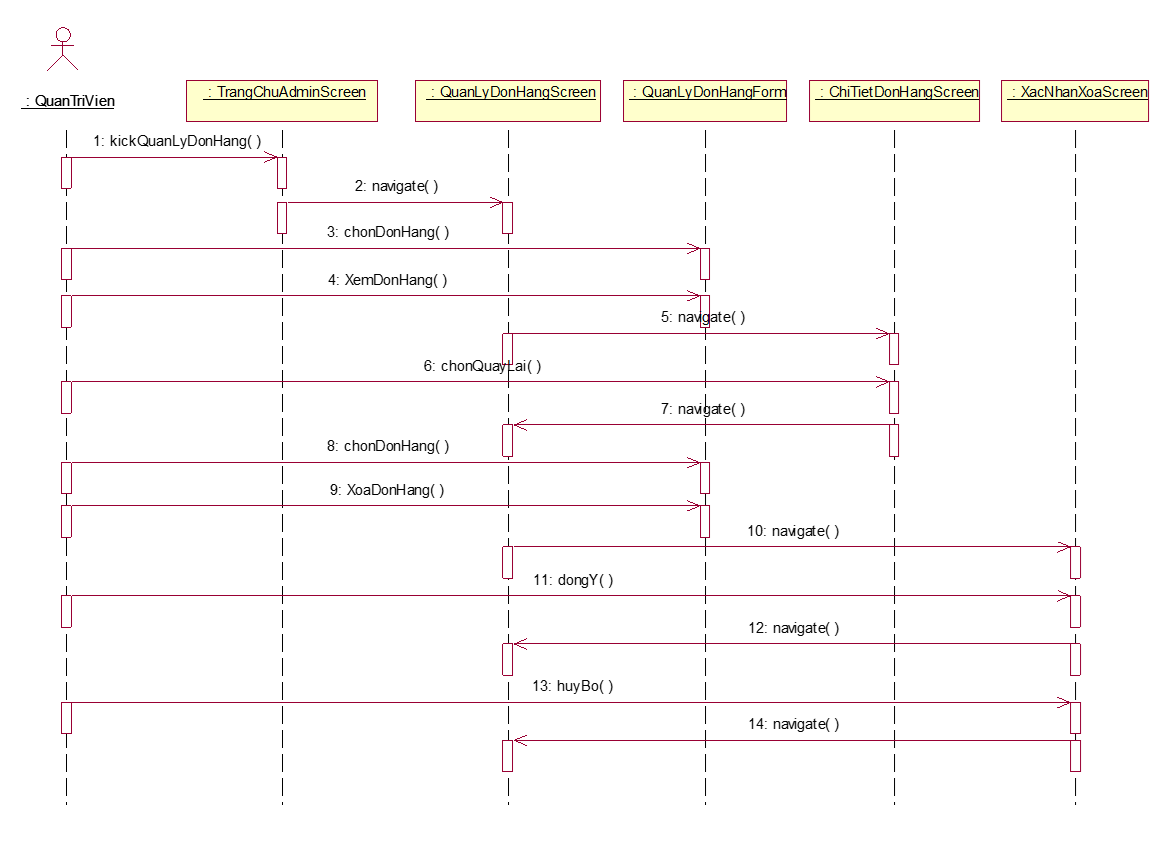 : QuanTriVien
: TrangChuAdminScreen
: QuanLyDonHangScreen
: QuanLyDonHangForm
: ChiTietDonHangScreen
: XacNhanXoaScreen
1: kickQuanLyDonHang( )
2: navigate( )
3: chonDonHang( )
4: XemDonHang( )
5: navigate( )
6: chonQuayLai( )
7: navigate( )
8: chonDonHang( )
9: XoaDonHang( )
10: navigate( )
11: dongY( )
12: navigate( )
13: huyBo( )
14: navigate( )